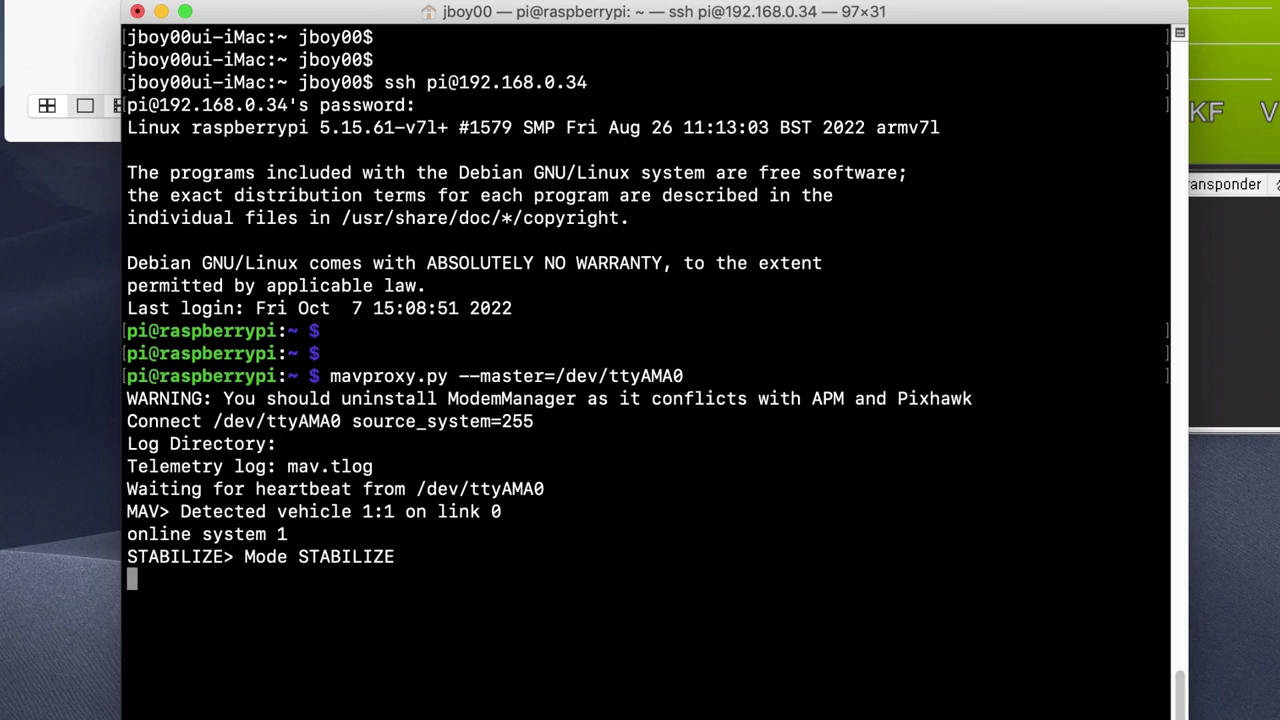 jboy00 — pi@raspberrypi: ~ — ssh pi@192.168.0.34 — 97×31
[jboy00ui-iMac:~ jboy00$ ]
[jboy00ui-iMac:~ jboy00$ ]
[jboy00ui-iMac:~ jboy00$ ssh pi@192.168.0.34 ]
[pi@192.168.0.34's password: ]
Linux raspberrypi 5.15.61-v7l+ #1579 SMP Fri Aug 26 11:13:03 BST 2022 armv7l
The programs included with the Debian GNU/Linux system are free software;
the exact distribution terms for each program are described in the
individual files in /usr/share/doc/*/copyright.
Debian GNU/Linux comes with ABSOLUTELY NO WARRANTY, to the extent
permitted by applicable law.
Last login: Fri Oct  7 15:08:51 2022
[pi@raspberrypi:~ $ ]
[pi@raspberrypi:~ $ ]
[pi@raspberrypi:~ $ mavproxy.py --master=/dev/ttyAMA0 ]
WARNING: You should uninstall ModemManager as it conflicts with APM and Pixhawk
Connect /dev/ttyAMA0 source_system=255
Log Directory:
Telemetry log: mav.tlog
Waiting for heartbeat from /dev/ttyAMA0
MAV> Detected vehicle 1:1 on link 0
online system 1
STABILIZE> Mode STABILIZE
KF V
ansponder